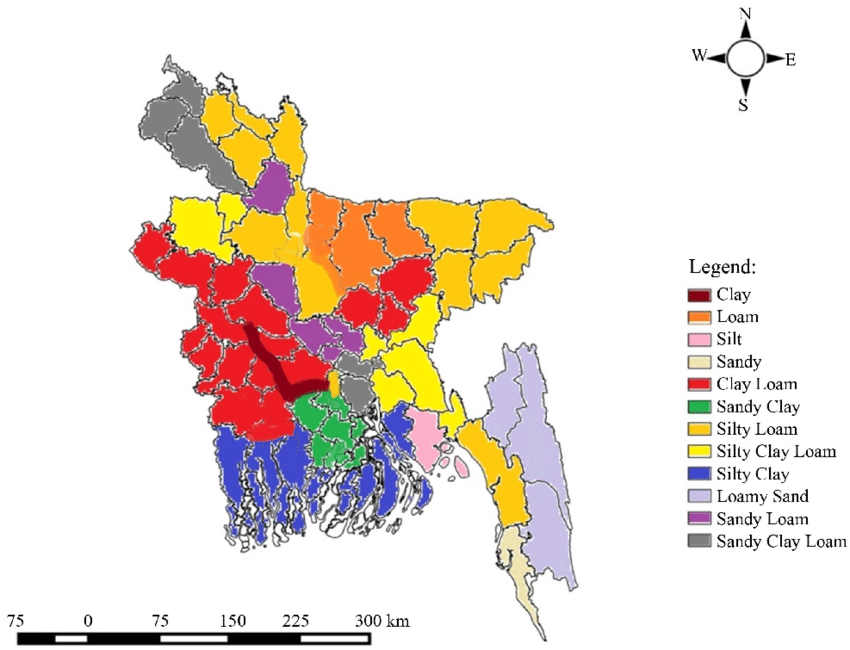 N
W E
S
Legend:
Clay
Loam
Silt
Sandy
Clay Loam
Sandy Clay
Silty Loam
Silty Clay Loam
Silty Clay
Loamy Sand
Sandy Loam
Sandy Clay Loam
75 0 75 150 225 300 km